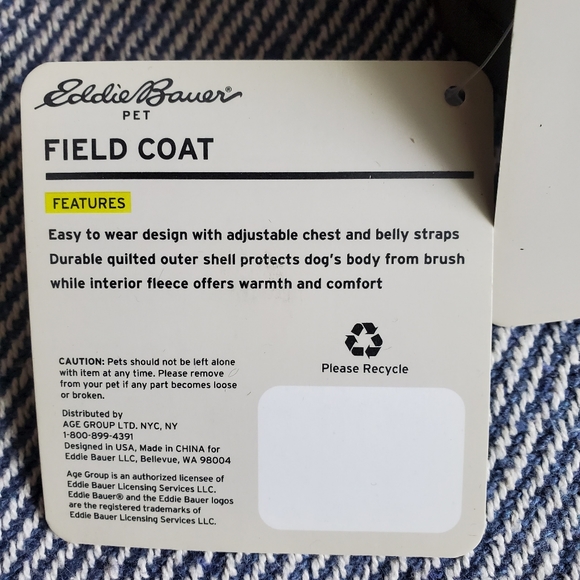 Eddie Bauer®
PET
FIELD COAT
FEATURES
Easy to wear design with adjustable chest and belly straps
Durable quilted outer shell protects dog's body from brush
while interior fleece offers warmth and comfort
CAUTION: Pets should not be left alone
with item at any time. Please remove
from your pet if any part becomes loose
or broken.
Please Recycle
Distributed by
AGE GROUP LTD. NYC, NY
1-800-899-4391
Designed in USA, Made in CHINA for
Eddie Bauer LLC, Bellevue, WA 98004
Age Group is an authorized licensee of
Eddie Bauer Licensing Services LLC.
Eddie Bauer® and the Eddie Bauer logos
are the registered trademarks of
Eddie Bauer Licensing Services LLC.